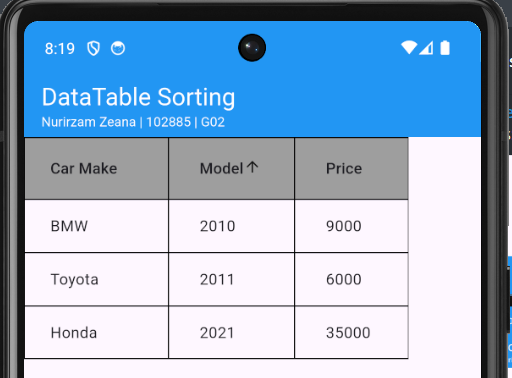 8:19
DataTable Sorting
Nurirzam Zeana | 102885 | G02
Car Make Model↑ Price
BMW 2010 9000
Toyota 2011 6000
Honda 2021 35000